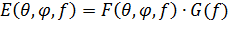 E(θ, φ, f) = F(θ, φ, f) · G(f)